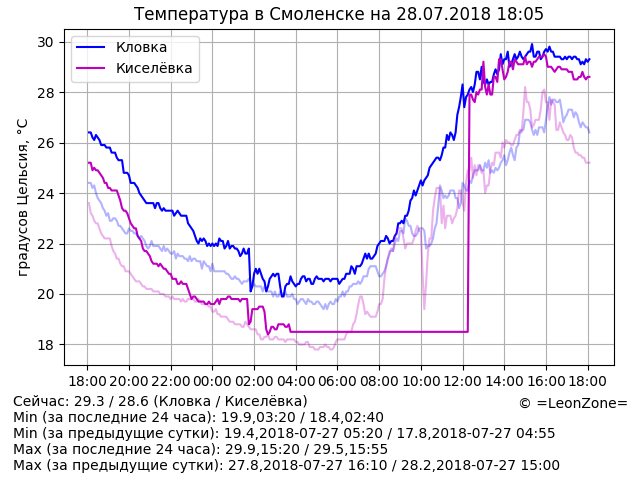 Температура в Смоленске на 28.07.2018 18:05
Кловка
Киселёвка
градусов Цельсия, °C
30
28
26
24
22
20
18
18:00 20:00 22:00 00:00 02:00 04:00 06:00 08:00 10:00 12:00 14:00 16:00 18:00
Сейчас: 29.3 / 28.6 (Кловка / Киселёвка)
© =LeonZone=
Min (за последние 24 часа): 19.9,03:20 / 18.4,02:40
Min (за предыдущие сутки): 19.4,2018-07-27 05:20 / 17.8,2018-07-27 04:55
Max (за последние 24 часа): 29.9,15:20 / 29.5,15:55
Max (за предыдущие сутки): 27.8,2018-07-27 16:10 / 28.2,2018-07-27 15:00